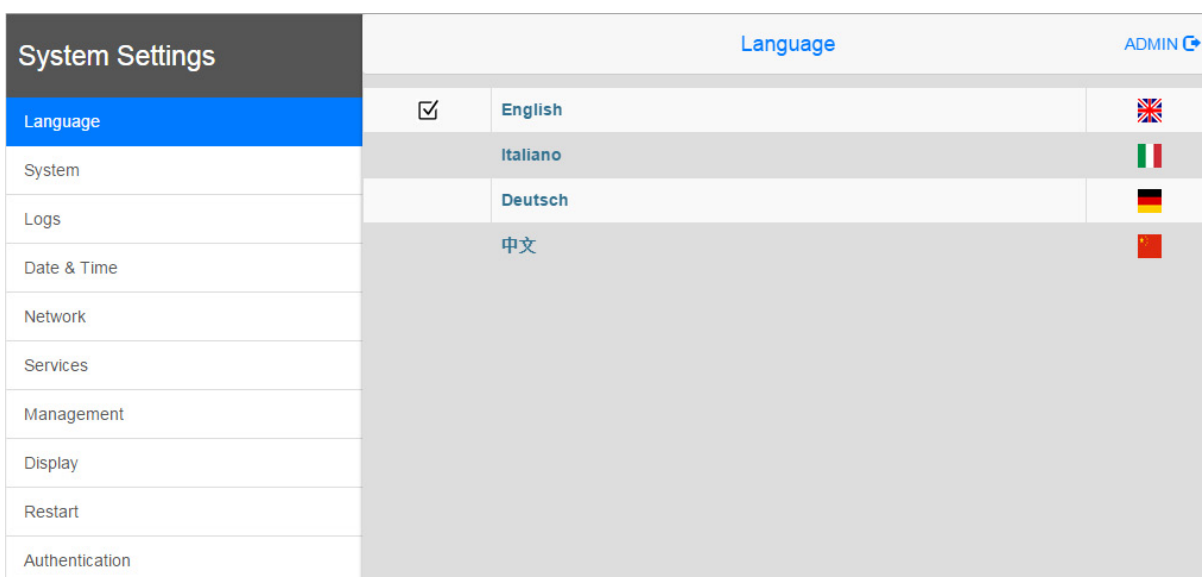 System Settings
Language
System
Logs
Date & Time
Network
Services
Management
Display
Restart
Authentication
Language
ADMIN
English
Italiano
Deutsch
中文